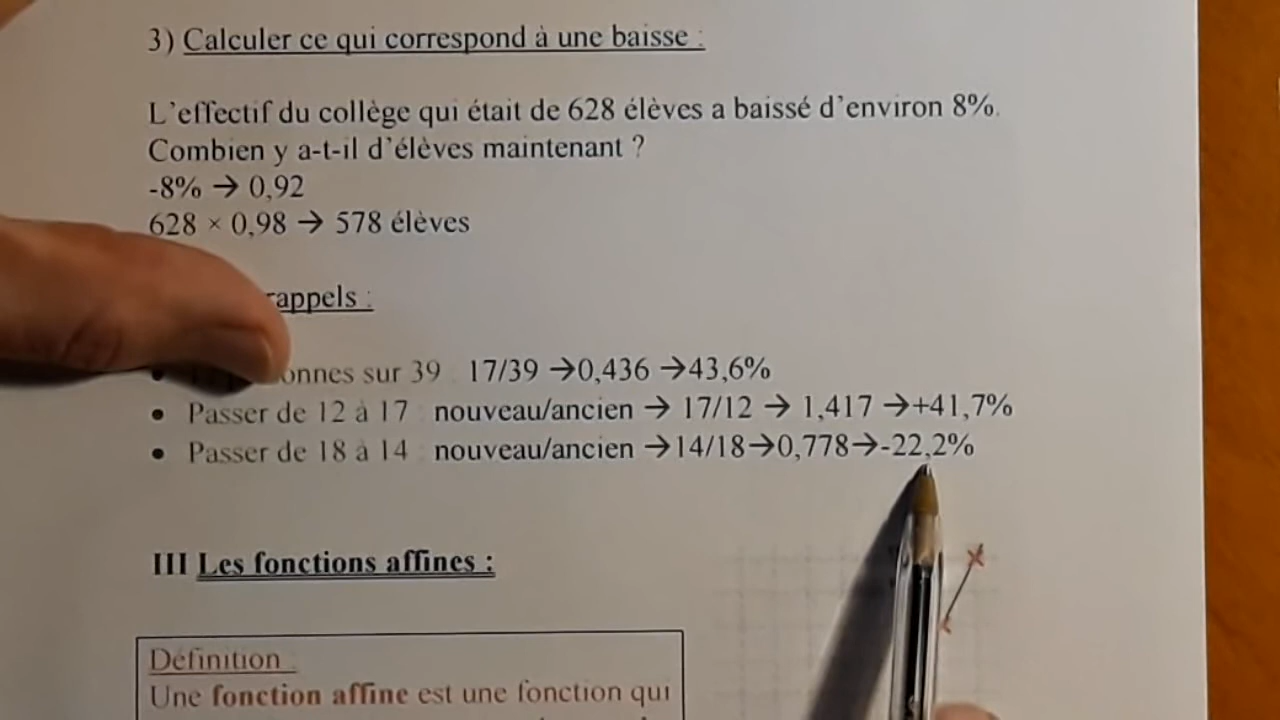 3) Calculer ce qui correspond à une baisse :
L'effectif du collège qui était de 628 élèves a baissé d'environ 8%.
Combien y a-t-il d'élèves maintenant ?
-8% → 0,92
628 × 0,98 → 578 élèves
rappels :
onnes sur 39 : 17/39 →0,436 →43,6%
• Passer de 12 à 17 : nouveau/ancien → 17/12 → 1,417 →+41,7%
• Passer de 18 à 14 : nouveau/ancien →14/18→0,778→-22,2%
III Les fonctions affines :
Définition :
Une fonction affine est une fonction qui